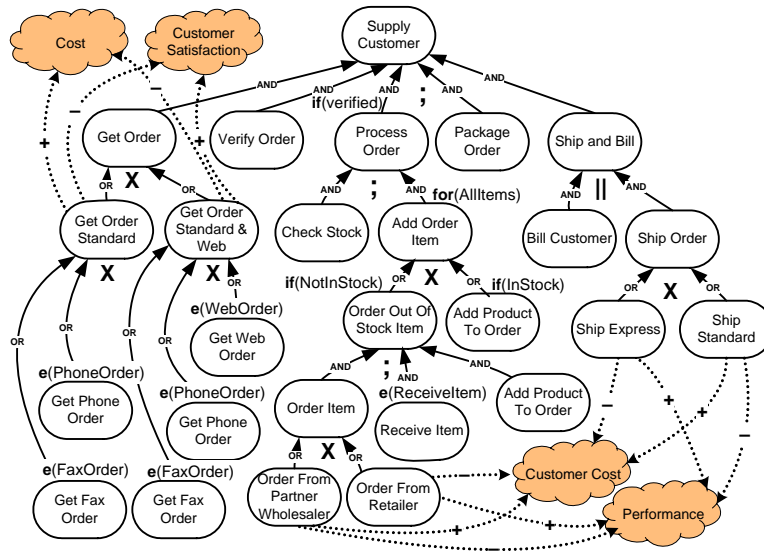 Cost
Customer
Satisfaction
Supply
Customer
AND
AND
AND
AND
AND
if(verified)
;
Get Order
Verify Order
Process
Order
Package
Order
Ship and Bill
–
–
+
+
OR
X
OR
AND
;
AND
for(AllItems)
AND
||
AND
Get Order
Standard
Get Order
Standard &
Web
Check Stock
Add Order
Item
Bill Customer
Ship Order
X
X
if(NotInStock)
OR
X
OR
if(InStock)
OR
X
OR
OR
OR
OR
OR
OR
e(WebOrder)
Get Web
Order
Order Out Of
Stock Item
Add Product
To Order
Ship Express
Ship
Standard
e(PhoneOrder)
Get Phone
Order
e(PhoneOrder)
Get Phone
Order
AND
;
AND
AND
e(ReceiveItem)
Order Item
Receive Item
Add Product
To Order
–
+
+
–
OR
X
OR
e(FaxOrder)
Get Fax
Order
e(FaxOrder)
Get Fax
Order
Order From
Partner
Wholesaler
Order From
Retailer
–
Customer Cost
+
+
–
Performance